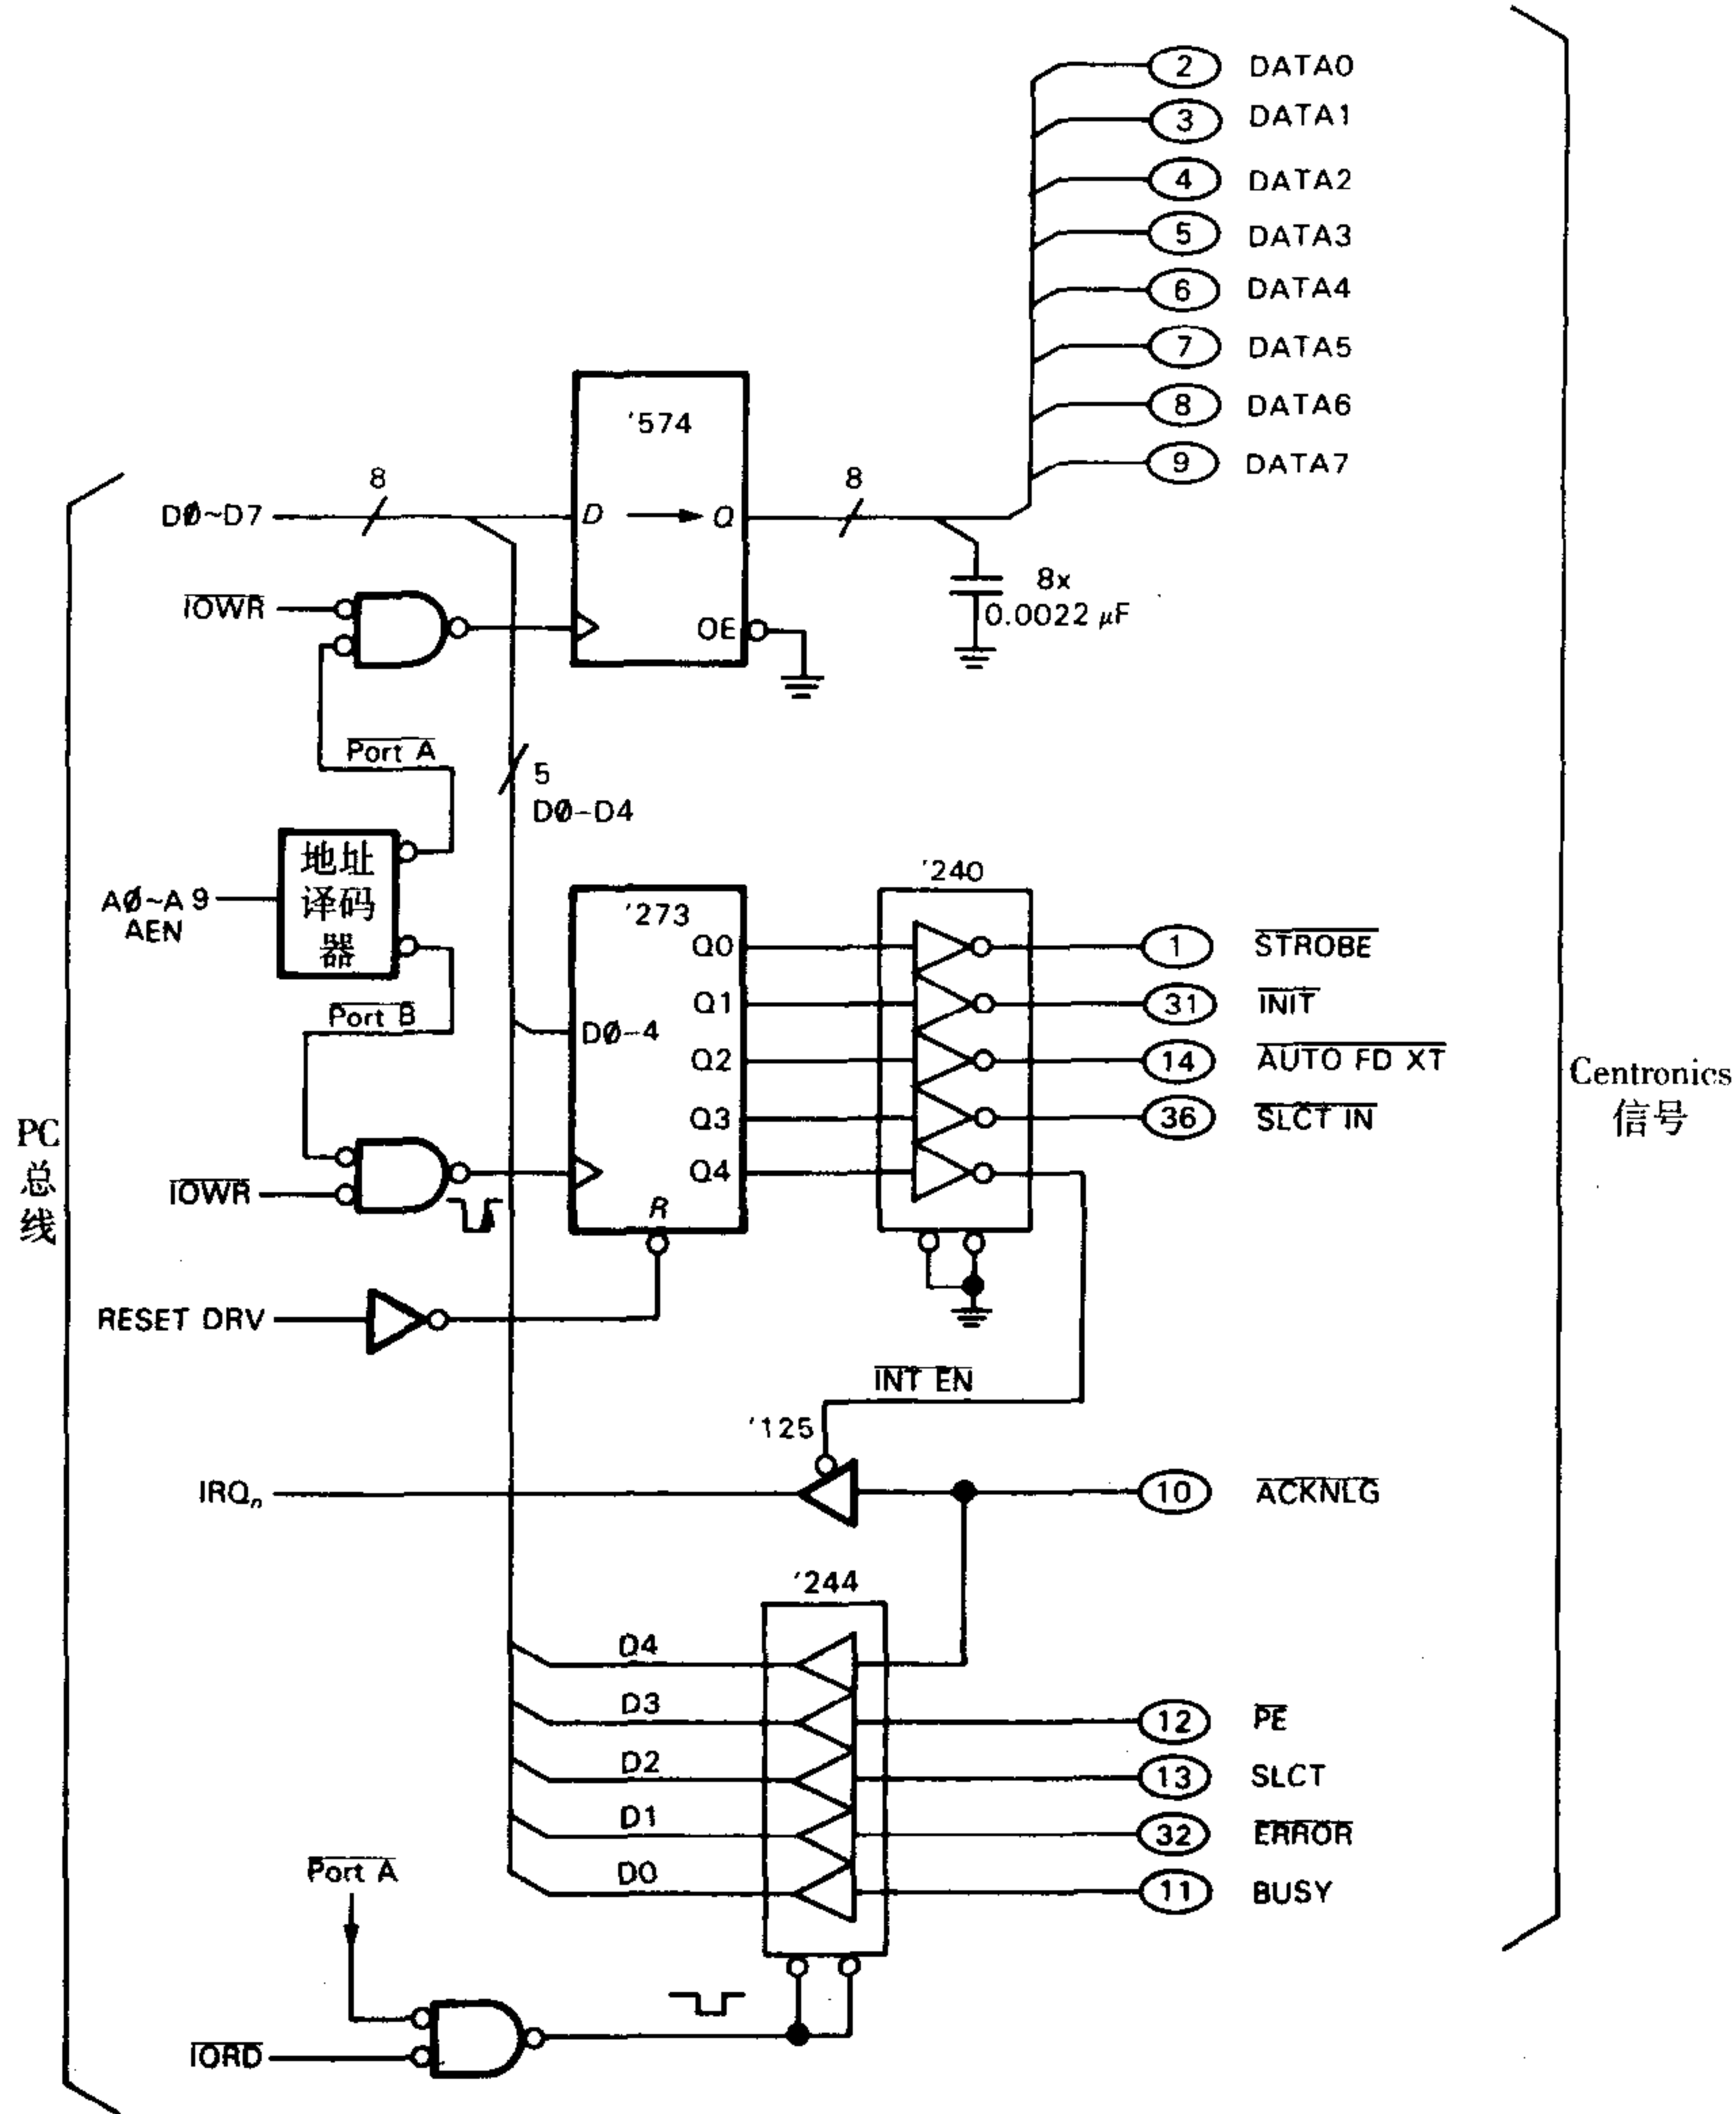 2 DATA0
3 DATA1
4 DATA2
5 DATA3
6 DATA4
7 DATA5
8 DATA6
9 DATA7
'574
8
8
D0~D7
D
Q
8x
0.0022 μF
IOWR
OE
Port A
5
D0-D4
地址
译码
器
A0~A9
AEN
'273
'240
Q0
1 STROBE
Q1
31 INIT
Port B
D0-4
Q2
14 AUTO FD XT
Q3
36 SLCT IN
Q4
IOWR
R
RESET DRV
PC
总
线
Centronics
信号
INT EN
'125
IRQn
10 ACKNLG
'244
D4
D3
12 PE
D2
13 SLCT
D1
32 ERROR
D0
11 BUSY
Port A
IORD